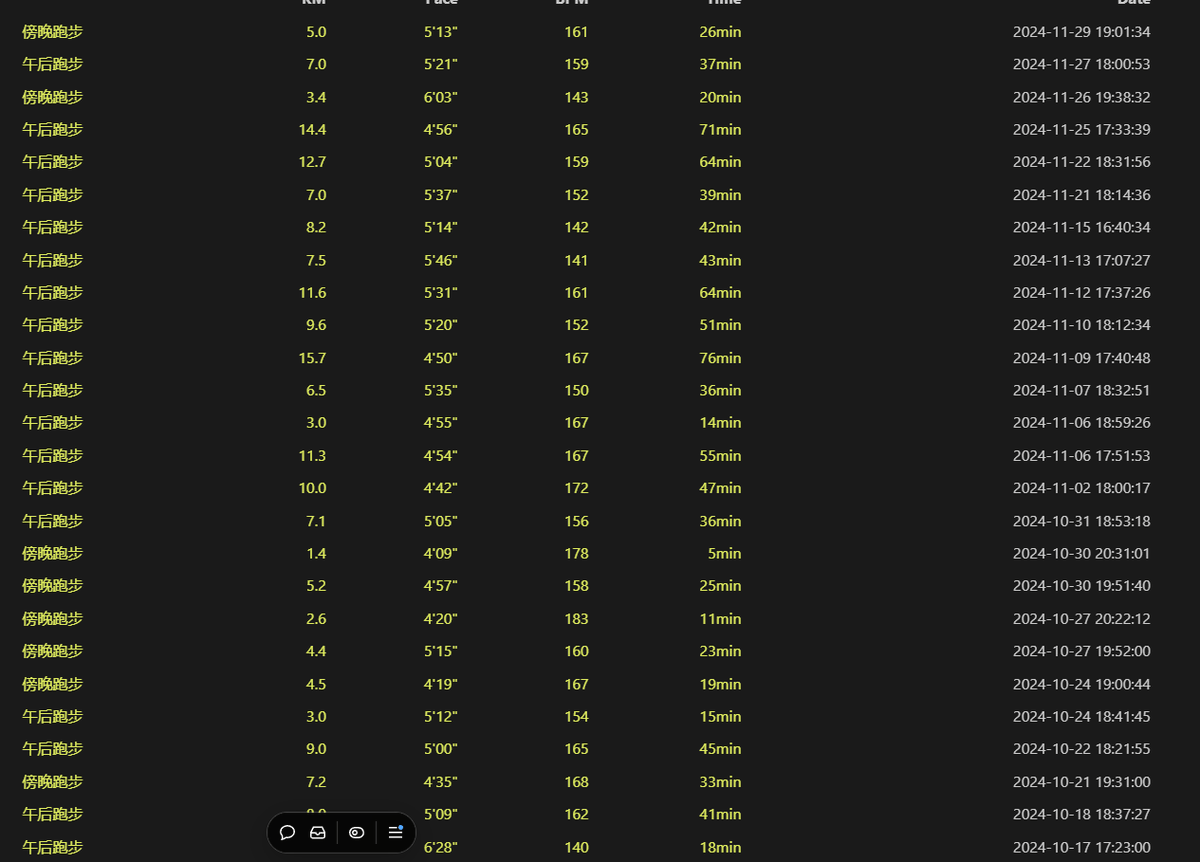 KM Pace BPM Time Date
傍晚跑步 5.0 5'13" 161 26min 2024-11-29 19:01:34
午后跑步 7.0 5'21" 159 37min 2024-11-27 18:00:53
傍晚跑步 3.4 6'03" 143 20min 2024-11-26 19:38:32
午后跑步 14.4 4'56" 165 71min 2024-11-25 17:33:39
午后跑步 12.7 5'04" 159 64min 2024-11-22 18:31:56
午后跑步 7.0 5'37" 152 39min 2024-11-21 18:14:36
午后跑步 8.2 5'14" 142 42min 2024-11-15 16:40:34
午后跑步 7.5 5'46" 141 43min 2024-11-13 17:07:27
午后跑步 11.6 5'31" 161 64min 2024-11-12 17:37:26
午后跑步 9.6 5'20" 152 51min 2024-11-10 18:12:34
午后跑步 15.7 4'50" 167 76min 2024-11-09 17:40:48
午后跑步 6.5 5'35" 150 36min 2024-11-07 18:32:51
午后跑步 3.0 4'55" 167 14min 2024-11-06 18:59:26
午后跑步 11.3 4'54" 167 55min 2024-11-06 17:51:53
午后跑步 10.0 4'42" 172 47min 2024-11-02 18:00:17
午后跑步 7.1 5'05" 156 36min 2024-10-31 18:53:18
傍晚跑步 1.4 4'09" 178 5min 2024-10-30 20:31:01
傍晚跑步 5.2 4'57" 158 25min 2024-10-30 19:51:40
傍晚跑步 2.6 4'20" 183 11min 2024-10-27 20:22:12
傍晚跑步 4.4 5'15" 160 23min 2024-10-27 19:52:00
傍晚跑步 4.5 4'19" 167 19min 2024-10-24 19:00:44
午后跑步 3.0 5'12" 154 15min 2024-10-24 18:41:45
午后跑步 9.0 5'00" 165 45min 2024-10-22 18:21:55
傍晚跑步 7.2 4'35" 168 33min 2024-10-21 19:31:00
午后跑步 5'09" 162 41min 2024-10-18 18:37:27
午后跑步 6'28" 140 18min 2024-10-17 17:23:00